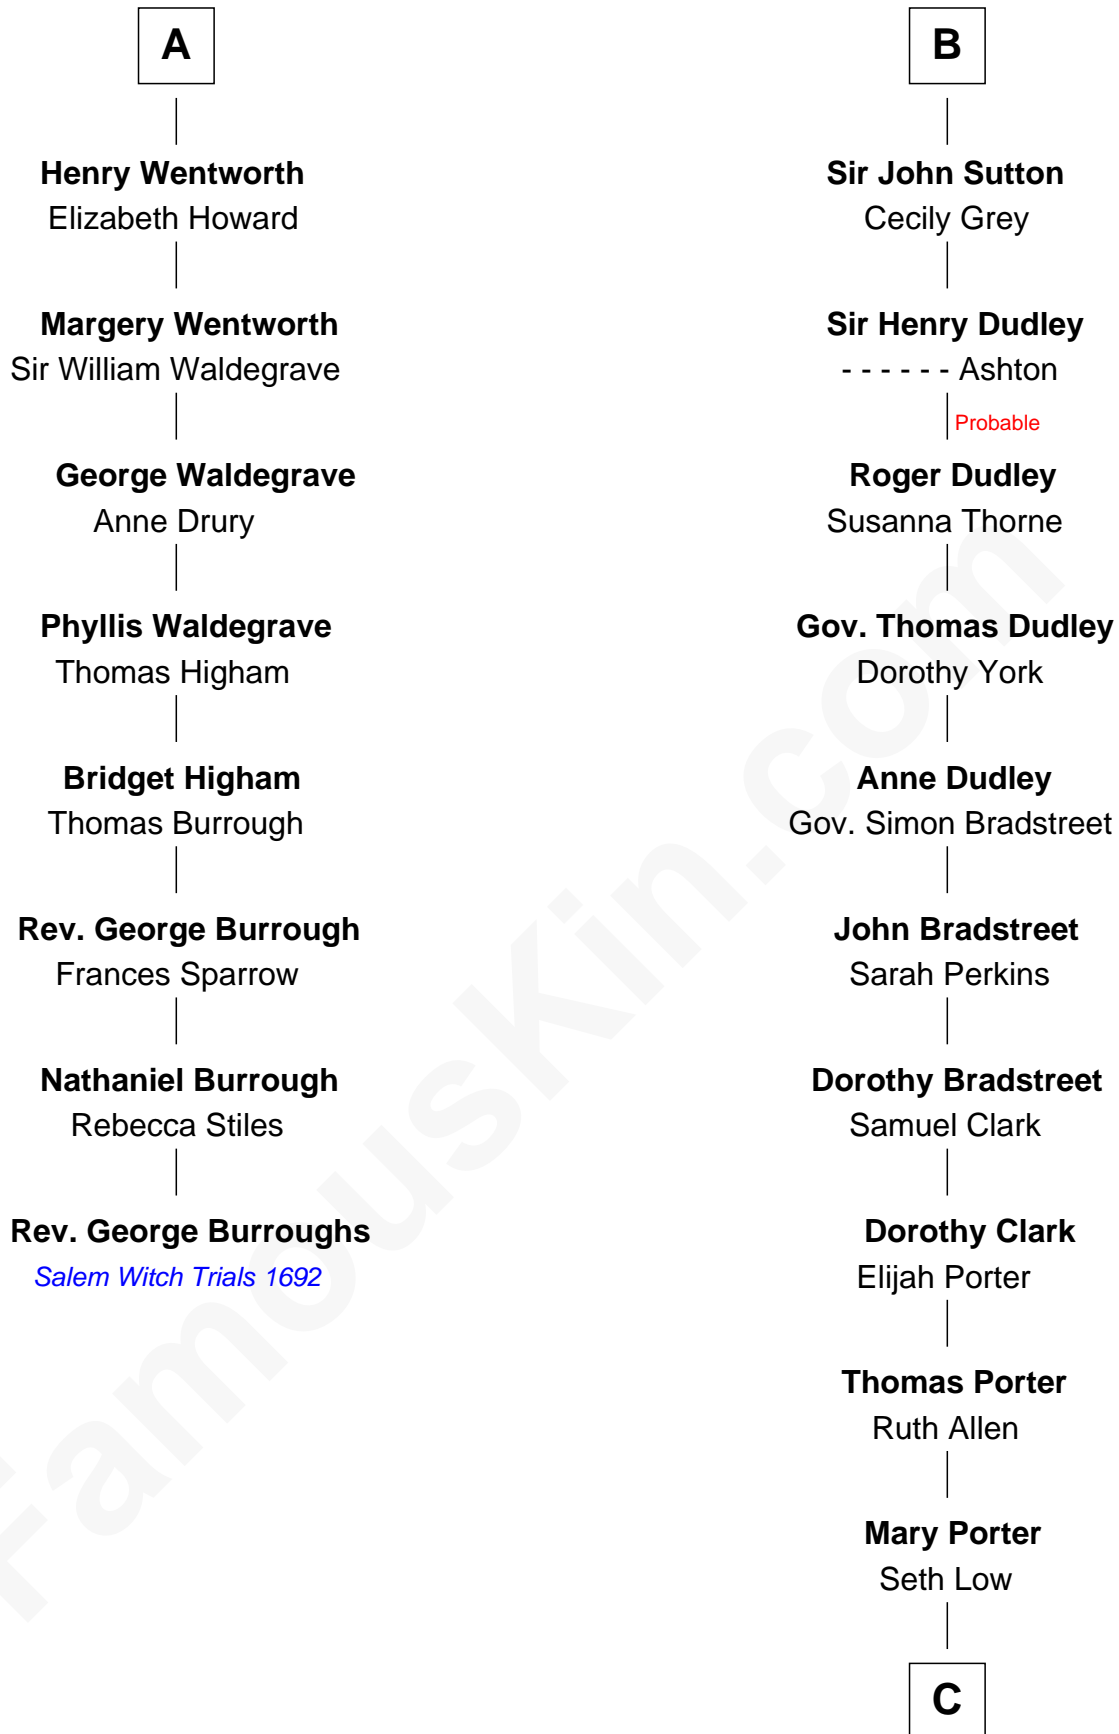 A
Henry Wentworth
Elizabeth Howard
Margery Wentworth
Sir William Waldegrave
George Waldegrave
Anne Drury
Phyllis Waldegrave
Thomas Higham
Bridget Higham
Thomas Burrough
Rev. George Burrough
Frances Sparrow
Nathaniel Burrough
Rebecca Stiles
Rev. George Burroughs
Salem Witch Trials 1692
B
Sir John Sutton
Cecily Grey
Sir Henry Dudley
- - - - - - Ashton
Probable
Roger Dudley
Susanna Thorne
Gov. Thomas Dudley
Dorothy York
Anne Dudley
Gov. Simon Bradstreet
John Bradstreet
Sarah Perkins
Dorothy Bradstreet
Samuel Clark
Dorothy Clark
Elijah Porter
Thomas Porter
Ruth Allen
Mary Porter
Seth Low
C
FamousKin.com